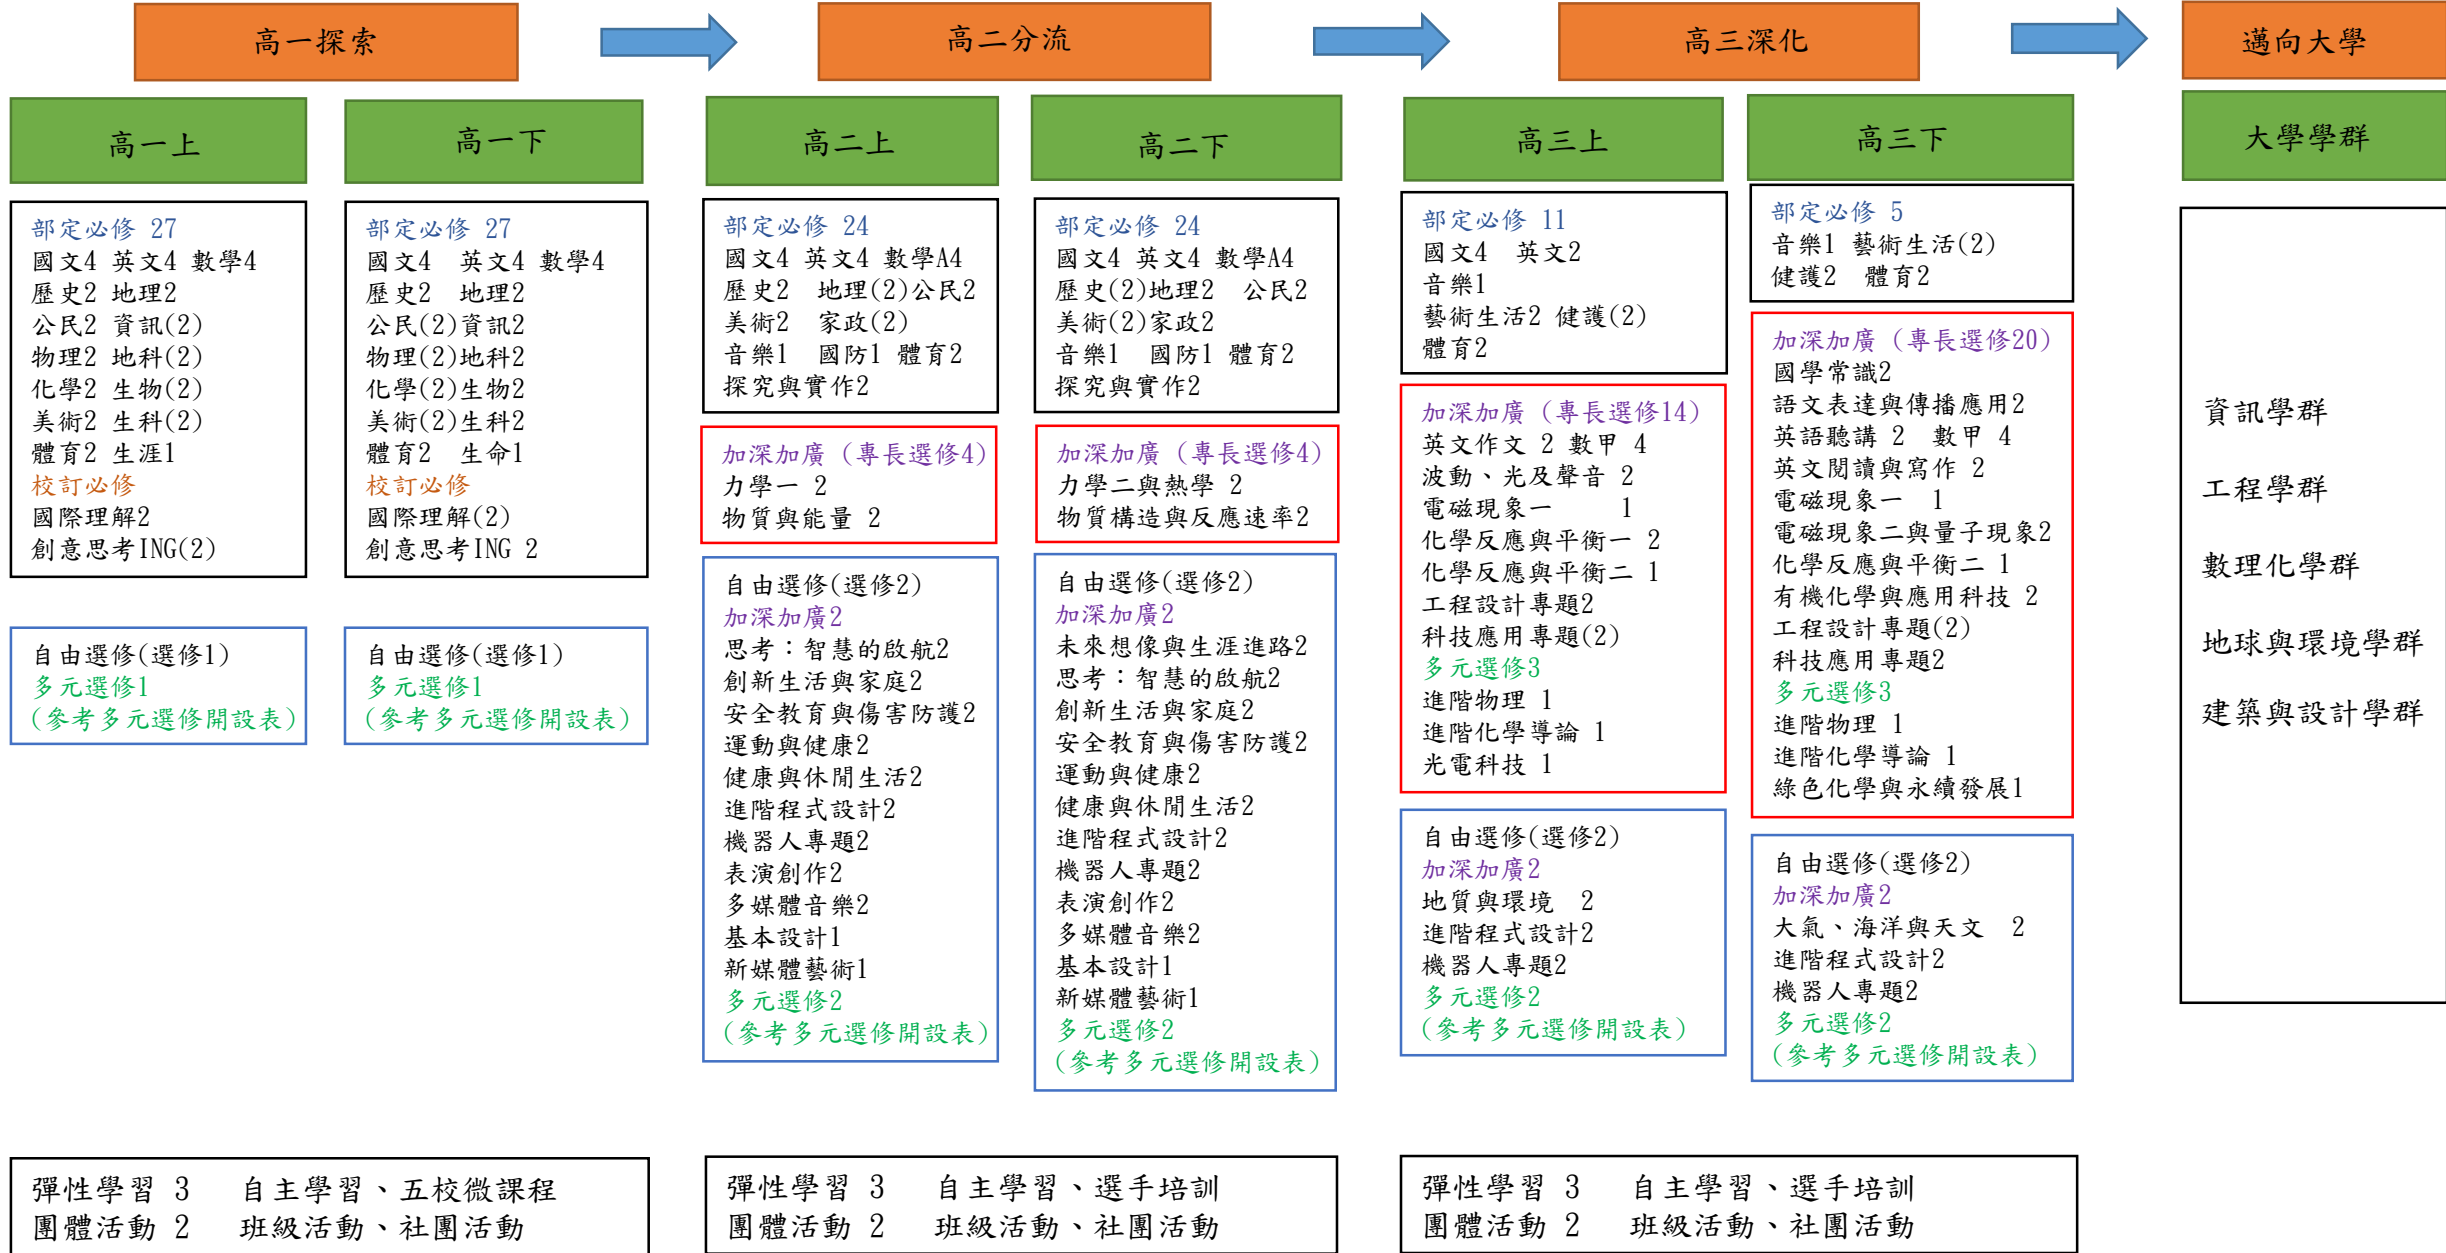 高一探索
高二分流
高三深化
邁向大學
高一上
高一下
高二上
高二下
高三上
高三下
大學學群
部定必修 27
國文4 英文4 數學4
歷史2 地理2
公民2 資訊(2)
物理2 地科(2)
化學2 生物(2)
美術2 生科(2)
體育2 生涯1
校訂必修
國際理解2
創意思考ING(2)
自由選修(選修1)
多元選修1
(參考多元選修開設表)
部定必修 27
國文4 英文4 數學4
歷史2 地理2
公民(2)資訊2
物理(2)地科2
化學(2)生物2
美術(2)生科2
體育2 生命1
校訂必修
國際理解(2)
創意思考ING 2
自由選修(選修1)
多元選修1
(參考多元選修開設表)
部定必修 24
國文4 英文4 數學A4
歷史2 地理(2)公民2
美術2 家政(2)
音樂1 國防1 體育2
探究與實作2
加深加廣 (專長選修4)
力學一 2
物質與能量 2
自由選修(選修2)
加深加廣2
思考：智慧的啟航2
創新生活與家庭2
安全教育與傷害防護2
運動與健康2
健康與休閒生活2
進階程式設計2
機器人專題2
表演創作2
多媒體音樂2
基本設計1
新媒體藝術1
多元選修2
(參考多元選修開設表)
部定必修 24
國文4 英文4 數學A4
歷史(2)地理2 公民2
美術(2)家政2
音樂1 國防1 體育2
探究與實作2
加深加廣 (專長選修4)
力學二與熱學 2
物質構造與反應速率2
自由選修(選修2)
加深加廣2
未來想像與生涯進路2
思考：智慧的啟航2
創新生活與家庭2
安全教育與傷害防護2
運動與健康2
健康與休閒生活2
進階程式設計2
機器人專題2
表演創作2
多媒體音樂2
基本設計1
新媒體藝術1
多元選修2
(參考多元選修開設表)
部定必修 11
國文4 英文2
音樂1
藝術生活2 健護(2)
體育2
加深加廣 (專長選修14)
英文作文 2 數甲 4
波動、光及聲音 2
電磁現象一 1
化學反應與平衡一 2
化學反應與平衡二 1
工程設計專題2
科技應用專題(2)
多元選修3
進階物理 1
進階化學導論 1
光電科技 1
自由選修(選修2)
加深加廣2
地質與環境 2
進階程式設計2
機器人專題2
多元選修2
(參考多元選修開設表)
部定必修 5
音樂1 藝術生活(2)
健護2 體育2
加深加廣 (專長選修20)
國學常識2
語文表達與傳播應用2
英語聽講 2 數甲 4
英文閱讀與寫作 2
電磁現象一 1
電磁現象二與量子現象2
化學反應與平衡二 1
有機化學與應用科技 2
工程設計專題(2)
科技應用專題2
多元選修3
進階物理 1
進階化學導論 1
綠色化學與永續發展1
自由選修(選修2)
加深加廣2
大氣、海洋與天文 2
進階程式設計2
機器人專題2
多元選修2
(參考多元選修開設表)
資訊學群
工程學群
數理化學群
地球與環境學群
建築與設計學群
彈性學習 3 自主學習、五校微課程
團體活動 2 班級活動、社團活動
彈性學習 3 自主學習、選手培訓
團體活動 2 班級活動、社團活動
彈性學習 3 自主學習、選手培訓
團體活動 2 班級活動、社團活動